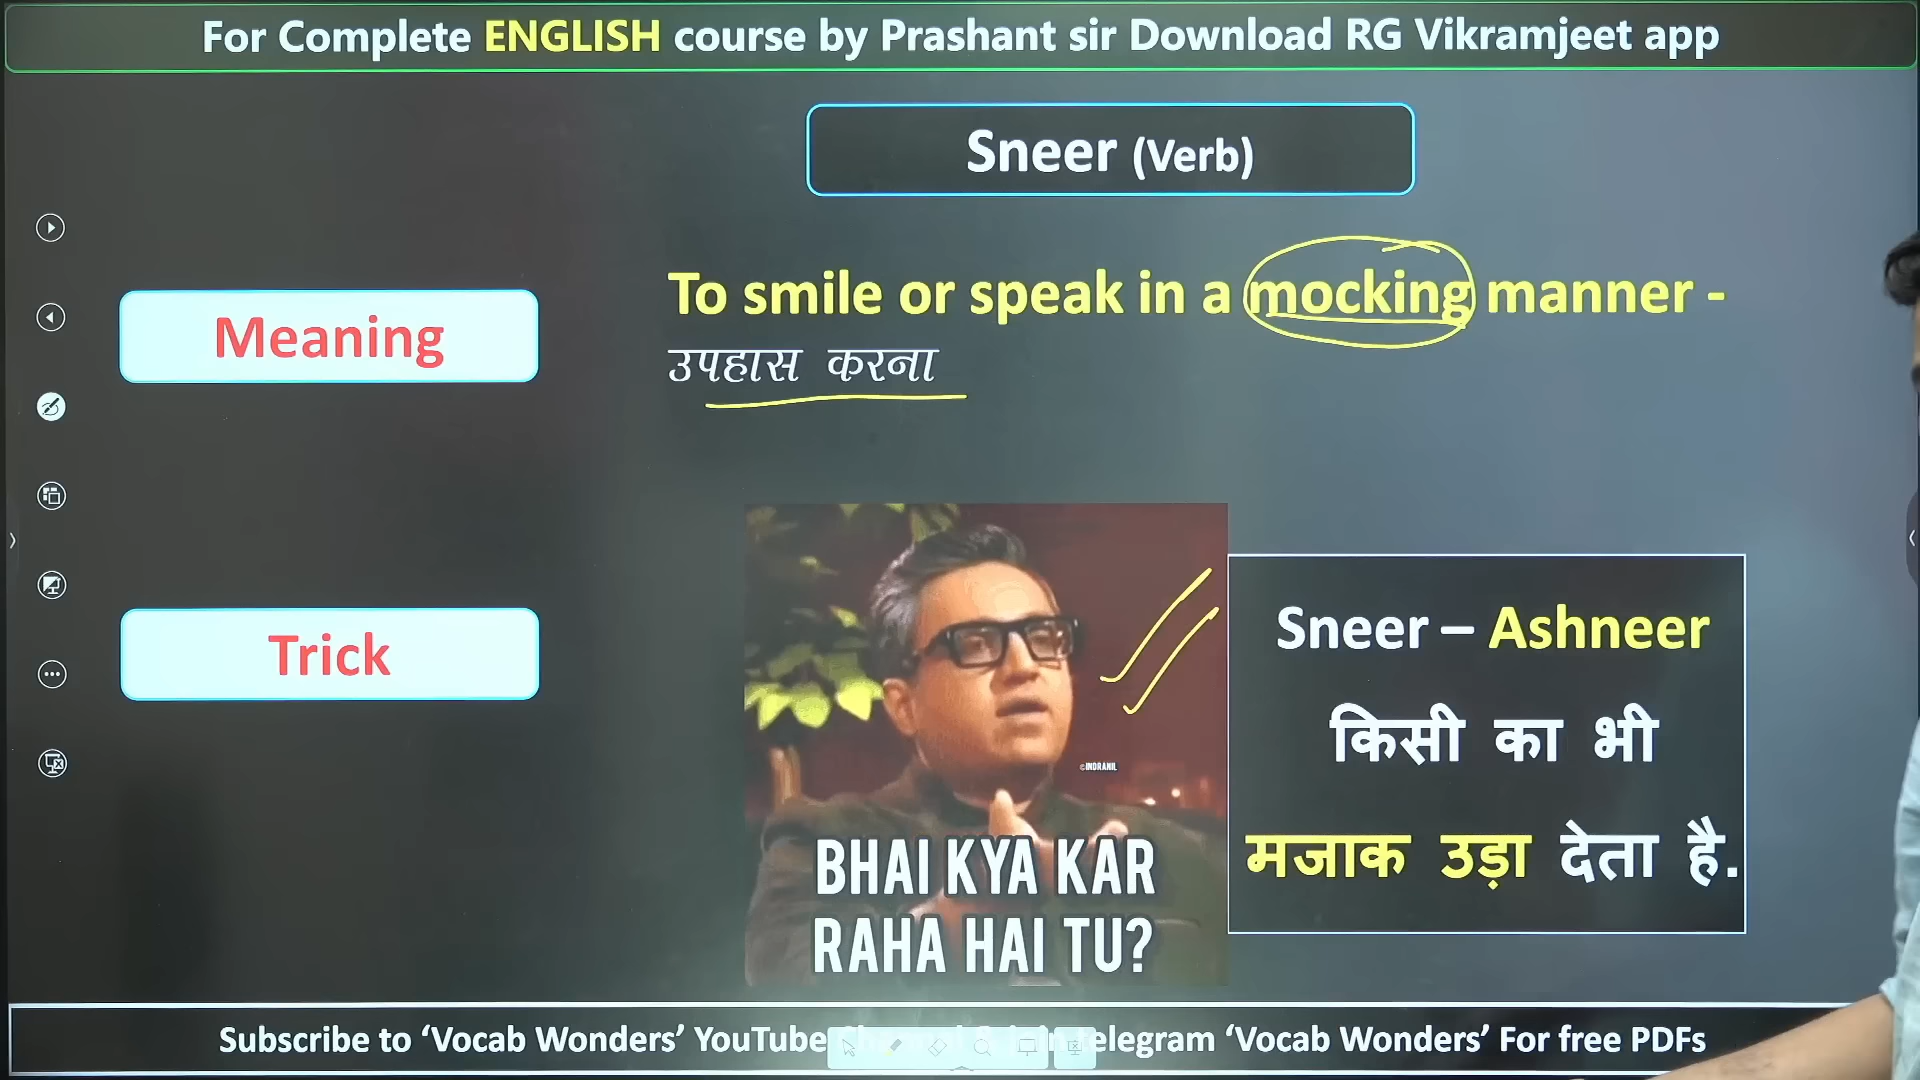 For Complete ENGLISH course by Prashant sir Download RG Vikramjeet app
Sneer (Verb)
Meaning
To smile or speak in a mocking manner -
उपहास करना
Trick
©INDRANIL
BHAI KYA KAR
RAHA HAI TU?
Sneer – Ashneer
किसी का भी
मजाक उड़ा देता है.
Subscribe to ‘Vocab Wonders’ YouTube telegram ‘Vocab Wonders’ For free PDFs